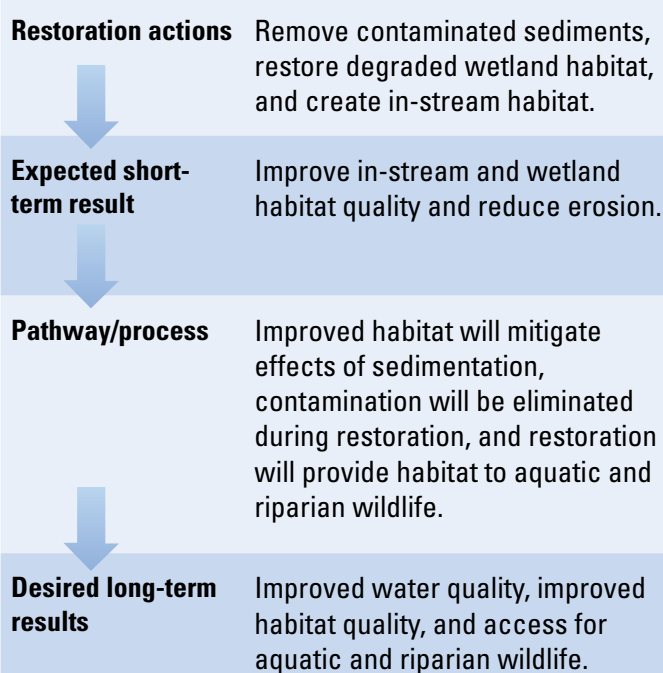 Restoration actions
Remove contaminated sediments,
restore degraded wetland habitat,
and create in-stream habitat.
Expected short-
term result
Improve in-stream and wetland
habitat quality and reduce erosion.
Pathway/process
Improved habitat will mitigate
effects of sedimentation,
contamination will be eliminated
during restoration, and restoration
will provide habitat to aquatic and
riparian wildlife.
Desired long-term
results
Improved water quality, improved
habitat quality, and access for
aquatic and riparian wildlife.